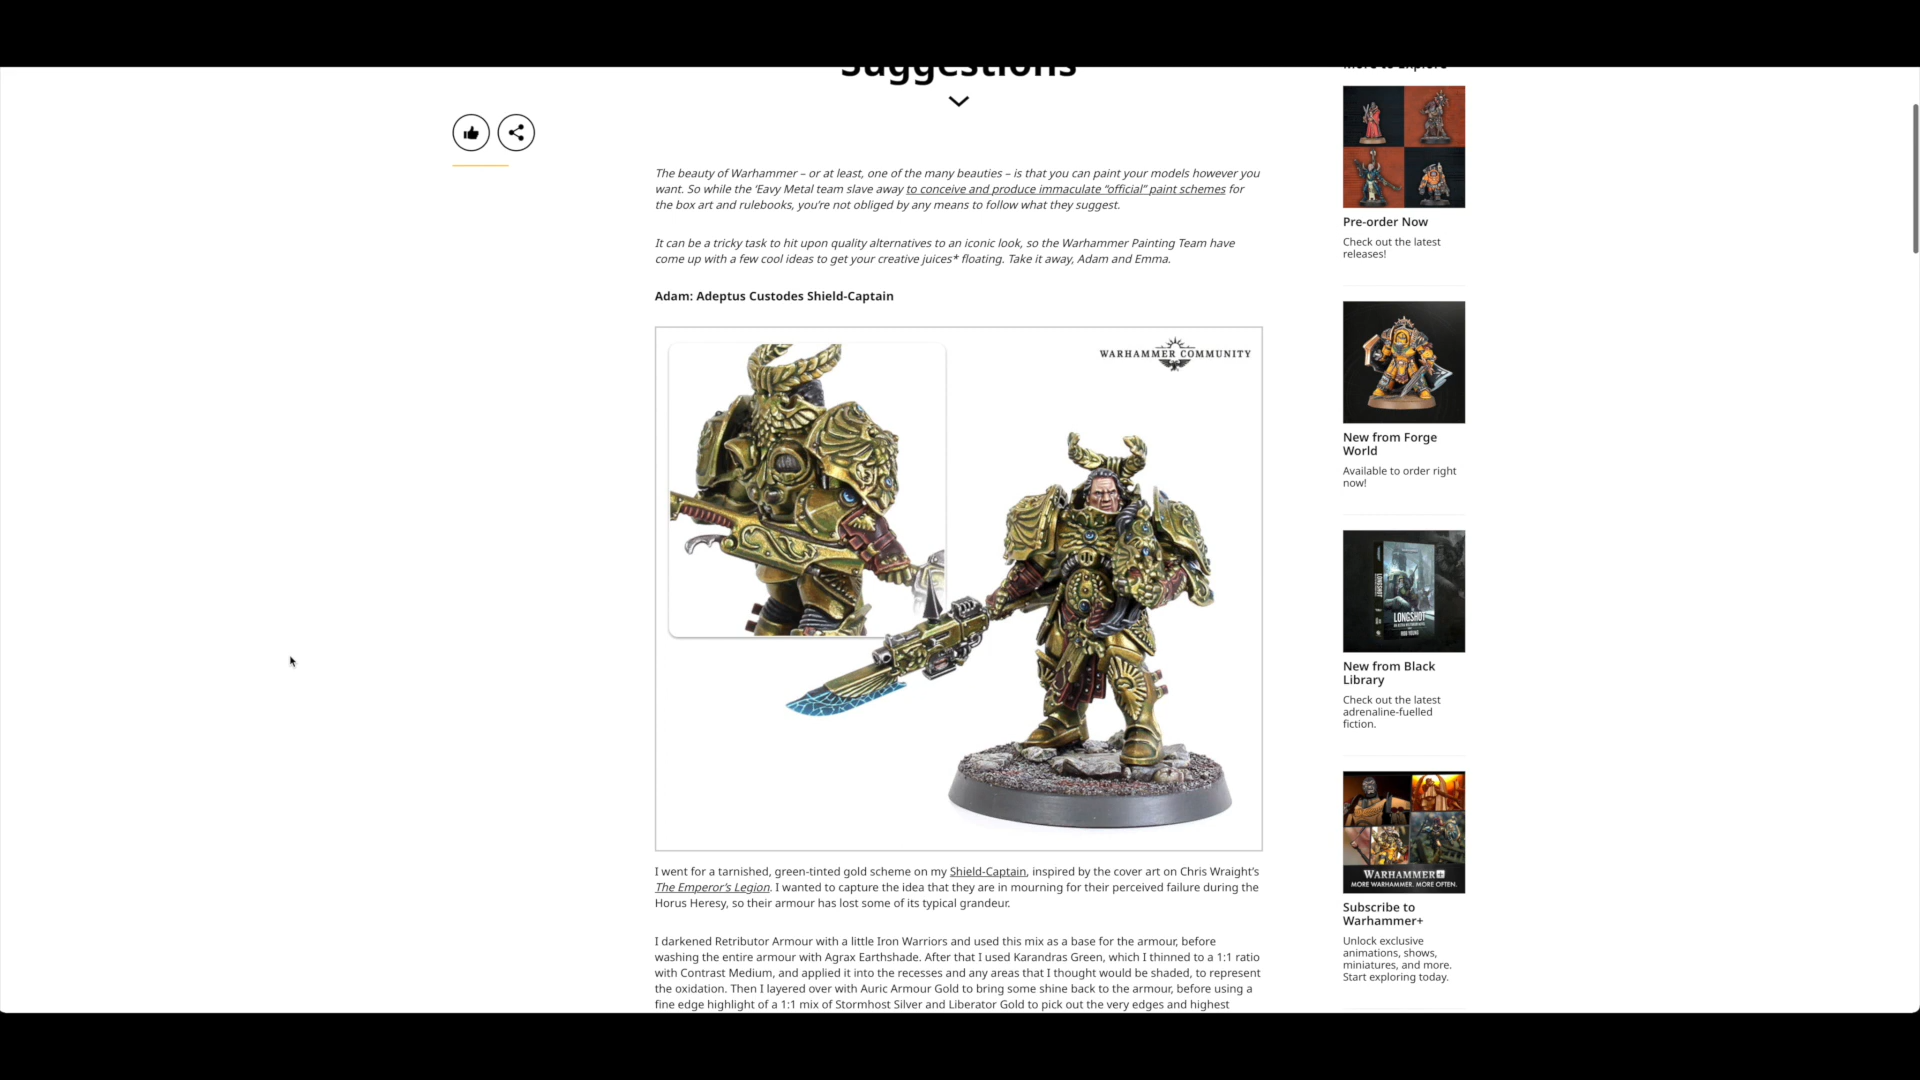 Suggestions
The beauty of Warhammer – or at least, one of the many beauties – is that you can paint your models however you
want. So while the ‘Eavy Metal team slave away to conceive and produce immaculate “official” paint schemes for
the box art and rulebooks, you’re not obliged by any means to follow what they suggest.
It can be a tricky task to hit upon quality alternatives to an iconic look, so the Warhammer Painting Team have
come up with a few cool ideas to get your creative juices* floating. Take it away, Adam and Emma.
Adam: Adeptus Custodes Shield-Captain
WARHAMMER COMMUNITY
I went for a tarnished, green-tinted gold scheme on my Shield-Captain, inspired by the cover art on Chris Wraight’s
The Emperor’s Legion. I wanted to capture the idea that they are in mourning for their perceived failure during the
Horus Heresy, so their armour has lost some of its typical grandeur.
I darkened Retributor Armour with a little Iron Warriors and used this mix as a base for the armour, before
washing the entire armour with Agrax Earthshade. After that I used Karandras Green, which I thinned to a 1:1 ratio
with Contrast Medium, and applied it into the recesses and any areas that I thought would be shaded, to represent
the oxidation. Then I layered over with Auric Armour Gold to bring some shine back to the armour, before using a
fine edge highlight of a 1:1 mix of Stormhost Silver and Liberator Gold to pick out the very edges and highest
More to Explore
Pre-order Now
Check out the latest
releases!
New from Forge
World
Available to order right
now!
LONGSHOT
LONGSHOT
ROB YOUNG
New from Black
Library
Check out the latest
adrenaline-fuelled
fiction.
WARHAMMER+
MORE WARHAMMER. MORE OFTEN.
Subscribe to
Warhammer+
Unlock exclusive
animations, shows,
miniatures, and more.
Start exploring today.